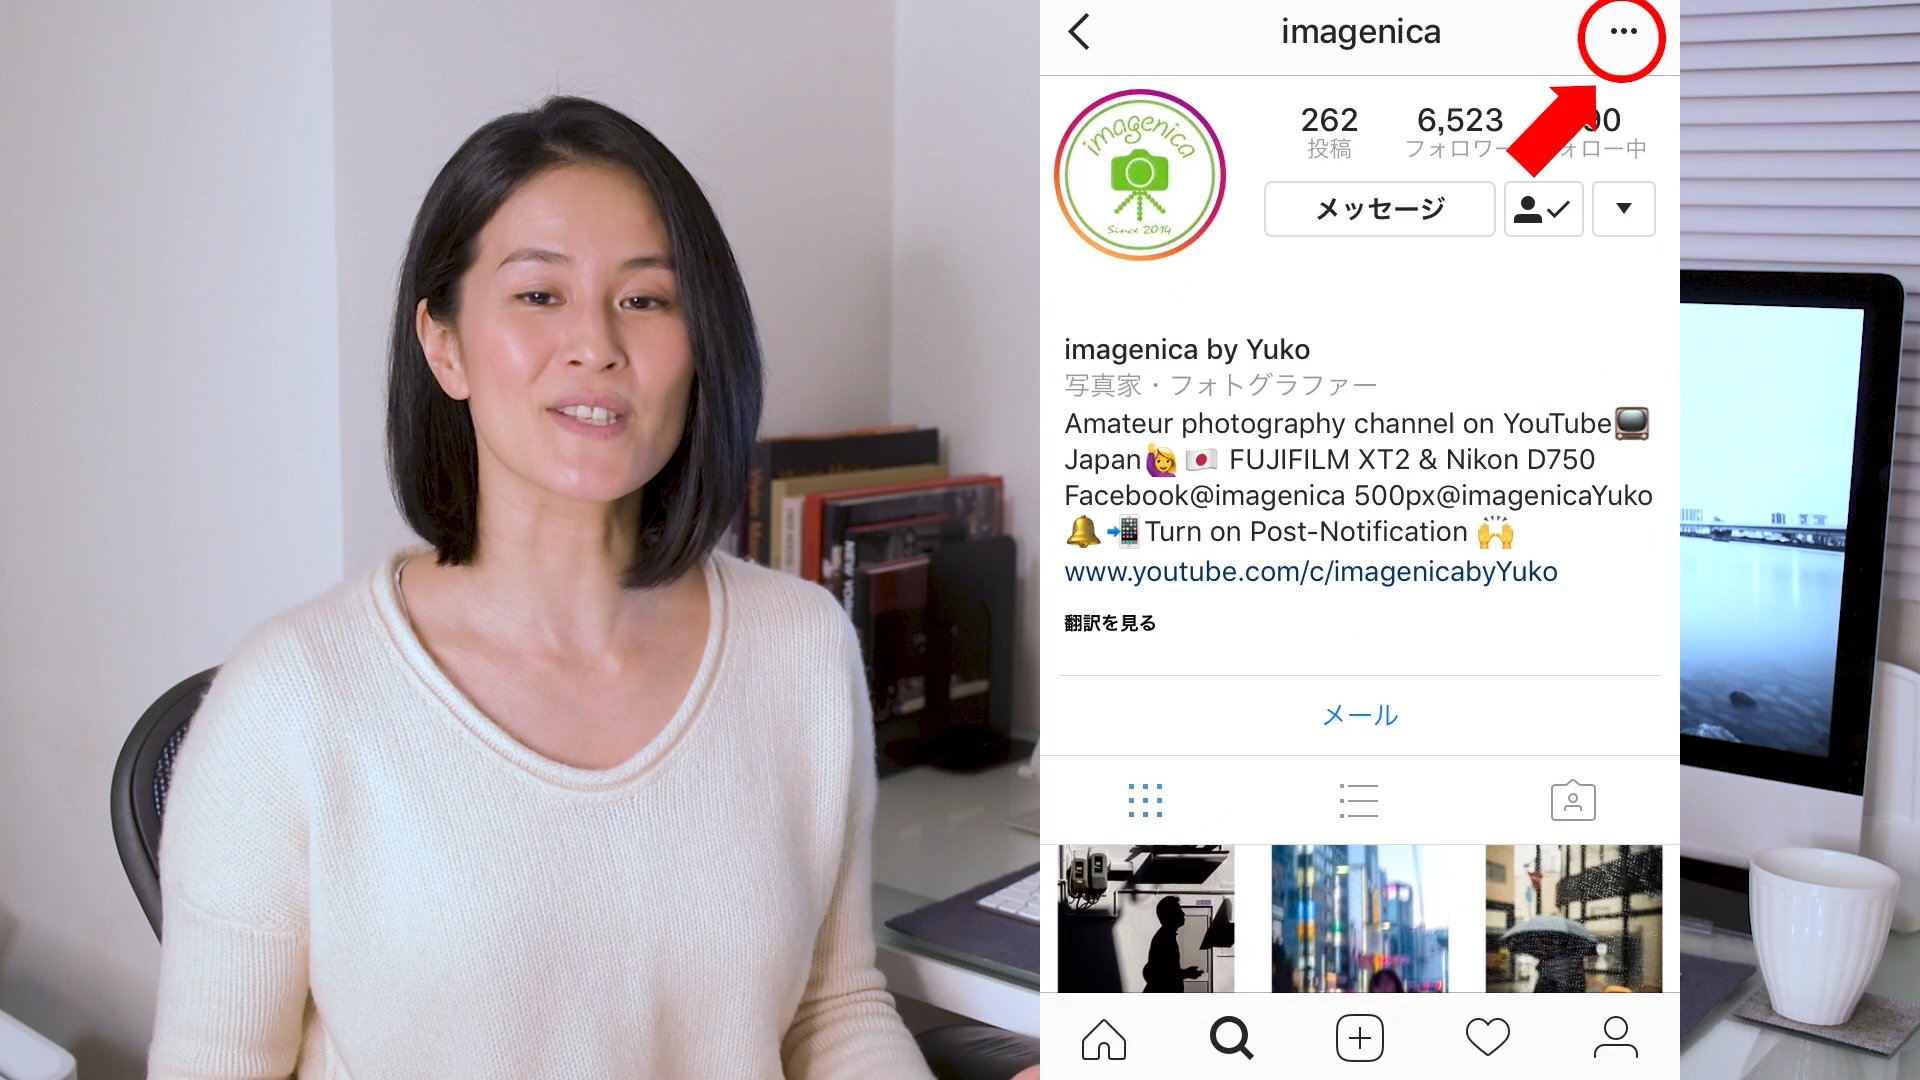 imagenica
imagenica
Since 2014
262
6,523
00
投稿
フォロワー
ォロー中
メッセージ
imagenica by Yuko
写真家・フォトグラファー
Amateur photography channel on YouTube📺
Japan🙋🇯🇵 FUJIFILM XT2 & Nikon D750
Facebook@imagenica 500px@imagenicaYuko
🔔📲Turn on Post-Notification 🙌
www.youtube.com/c/imagenicabyYuko
翻訳を見る
メール